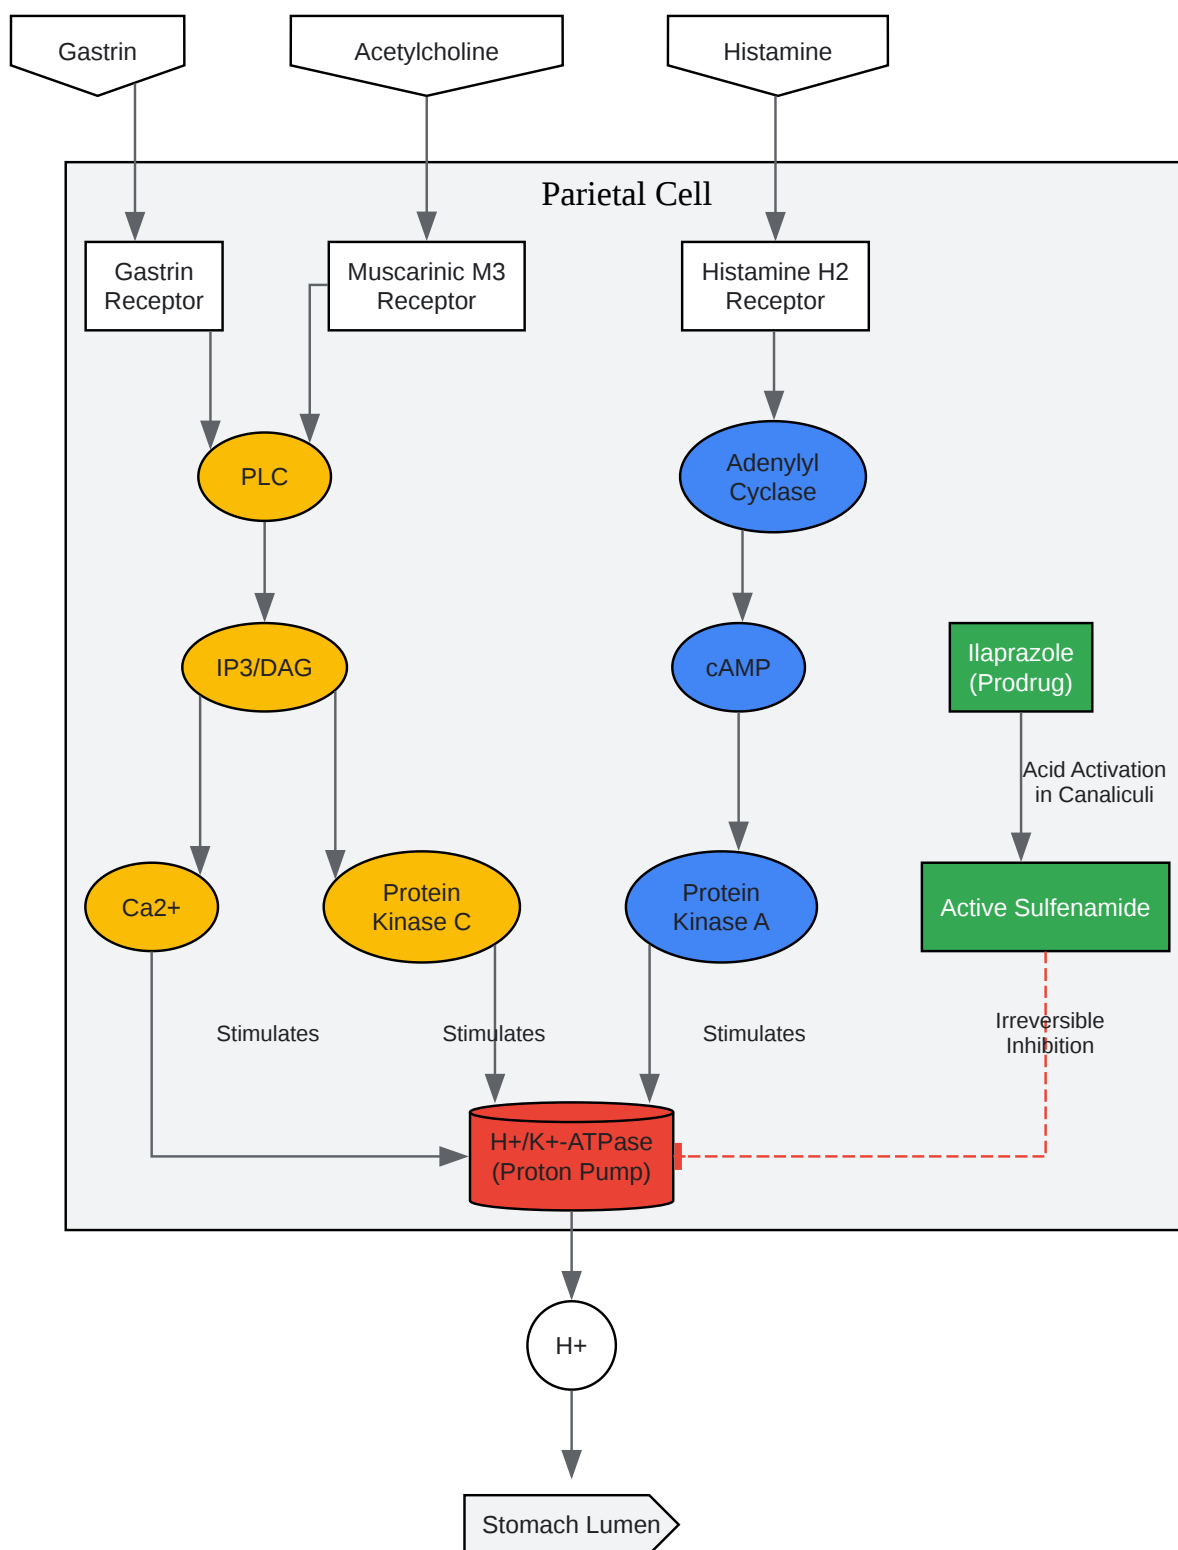 Gastrin
Acetylcholine
Histamine
Parietal Cell
Gastrin
Receptor
Muscarinic M3
Receptor
Histamine H2
Receptor
PLC
Adenylyl
Cyclase
IP3/DAG
cAMP
Ilaprazole
(Prodrug)
Acid Activation
in Canaliculi
Ca2+
Protein
Kinase C
Protein
Kinase A
Active Sulfenamide
Stimulates
Stimulates
Stimulates
Irreversible
Inhibition
H+/K+-ATPase
(Proton Pump)
H+
Stomach Lumen